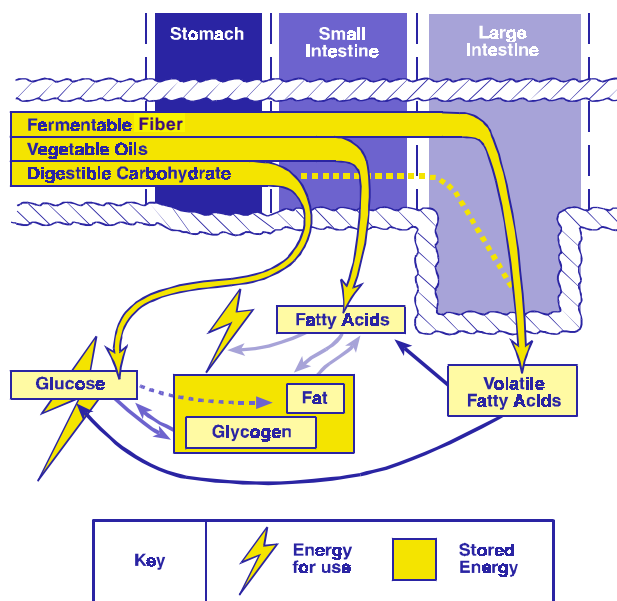 Stomach
Small
Intestine
Large
Intestine
Fermentable Fiber
Vegetable Oils
Digestible Carbohydrate
Fatty Acids
Glucose
Fat
Glycogen
Volatile
Fatty Acids
Key
Energy
for use
Stored
Energy